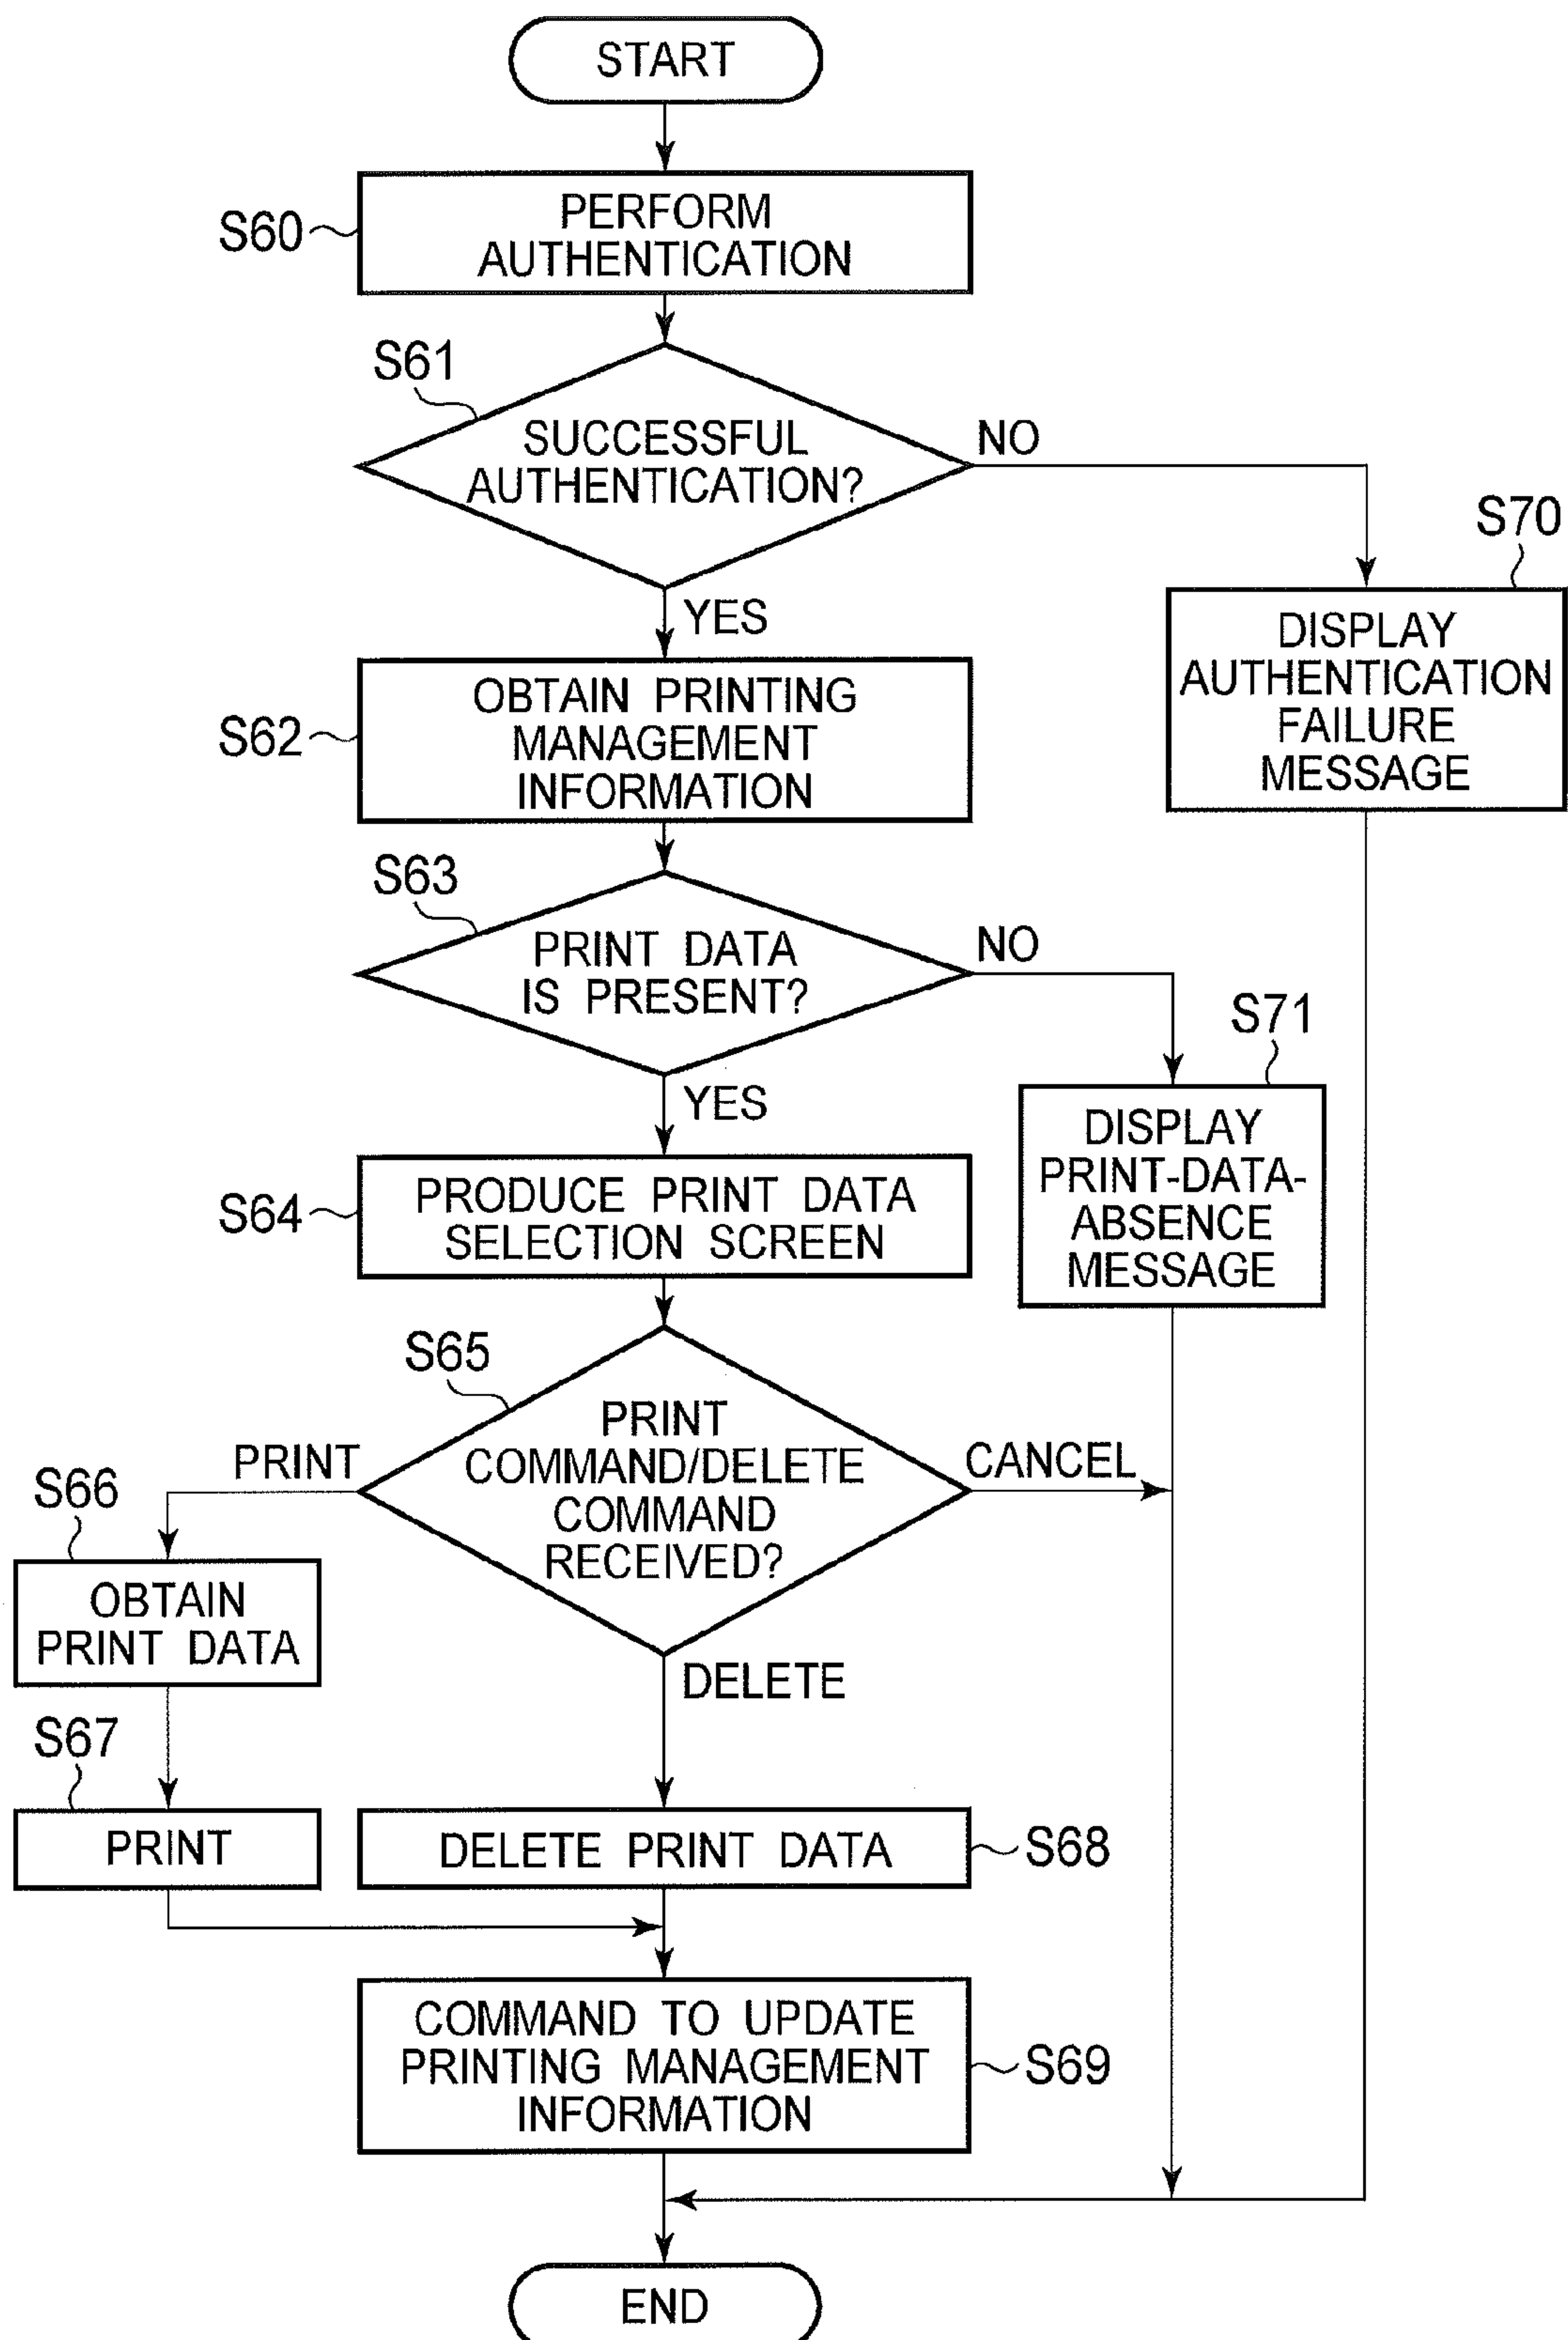 START
S60
PERFORM
AUTHENTICATION
S61
SUCCESSFUL
AUTHENTICATION?
NO
YES
S70
DISPLAY
AUTHENTICATION
FAILURE
MESSAGE
S62
OBTAIN PRINTING
MANAGEMENT
INFORMATION
S63
PRINT DATA
IS PRESENT?
NO
YES
S71
DISPLAY
PRINT-DATA-
ABSENCE
MESSAGE
S64
PRODUCE PRINT DATA
SELECTION SCREEN
S65
PRINT
COMMAND/DELETE
COMMAND
RECEIVED?
PRINT
CANCEL
DELETE
S66
OBTAIN
PRINT DATA
S67
PRINT
DELETE PRINT DATA
S68
COMMAND TO UPDATE
PRINTING MANAGEMENT
INFORMATION
S69
END